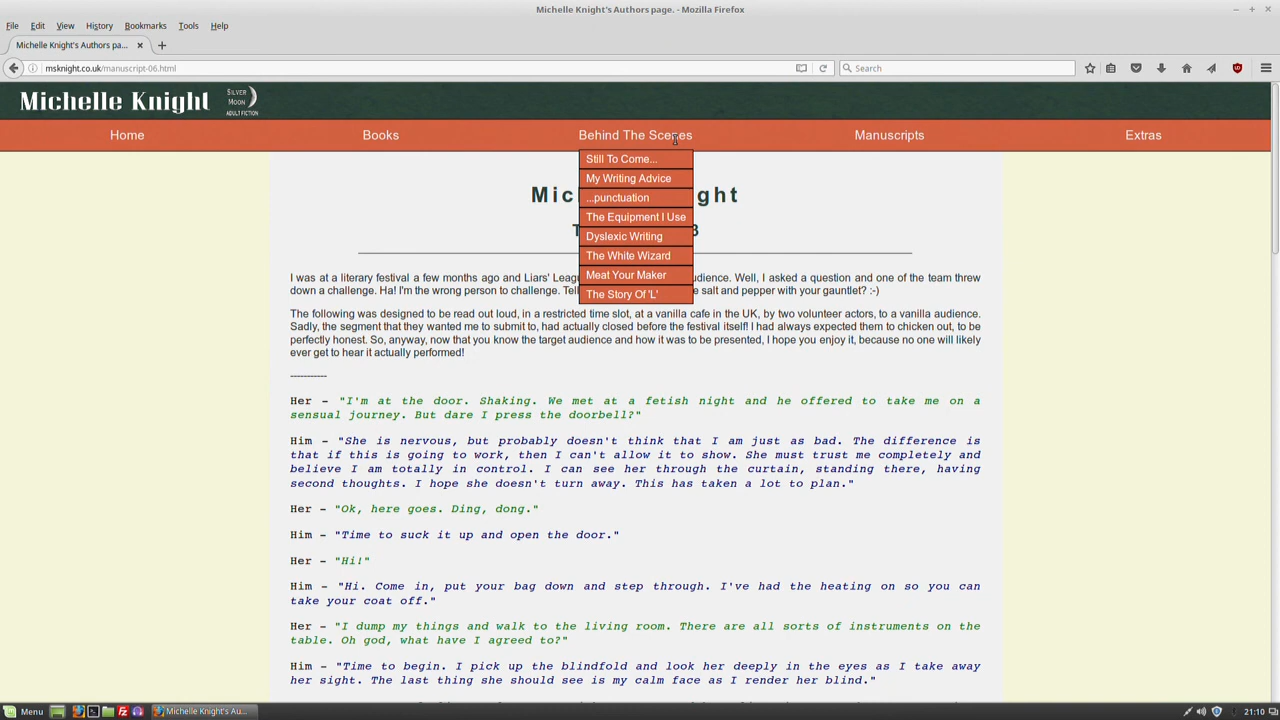 Michelle Knight's Authors page. - Mozilla Firefox
File Edit View History Bookmarks Tools Help
Michelle Knight's Authors pa...
msknight.co.uk/manuscript-06.html
Search
Michelle Knight
SILVER
MOON
ADULT FICTION
Home Books Behind The Scenes Manuscripts Extras
Still To Come...
My Writing Advice
...punctuation
The Equipment I Use
Dyslexic Writing
The White Wizard
Meat Your Maker
The Story Of 'L'
Mic ght
I was at a literary festival a few months ago and Liars' Leag udience. Well, I asked a question and one of the team threw
down a challenge. Ha! I'm the wrong person to challenge. Tell e salt and pepper with your gauntlet? :-)
The following was designed to be read out loud, in a restricted time slot, at a vanilla cafe in the UK, by two volunteer actors, to a vanilla audience.
Sadly, the segment that they wanted me to submit to, had actually closed before the festival itself! I had always expected them to chicken out, to be
perfectly honest. So, anyway, now that you know the target audience and how it was to be presented, I hope you enjoy it, because no one will likely
ever get to hear it actually performed!
-----------
Her - "I'm at the door. Shaking. We met at a fetish night and he offered to take me on a
sensual journey. But dare I press the doorbell?"
Him - "She is nervous, but probably doesn't think that I am just as bad. The difference is
that if this is going to work, then I can't allow it to show. She must trust me completely and
believe I am totally in control. I can see her through the curtain, standing there, having
second thoughts. I hope she doesn't turn away. This has taken a lot to plan."
Her - "Ok, here goes. Ding, dong."
Him - "Time to suck it up and open the door."
Her - "Hi!"
Him - "Hi. Come in, put your bag down and step through. I've had the heating on so you can
take your coat off."
Her - "I dump my things and walk to the living room. There are all sorts of instruments on the
table. Oh god, what have I agreed to?"
Him - "Time to begin. I pick up the blindfold and look her deeply in the eyes as I take away
her sight. The last thing she should see is my calm face as I render her blind."
Menu Michelle Knight's Au... 21:10